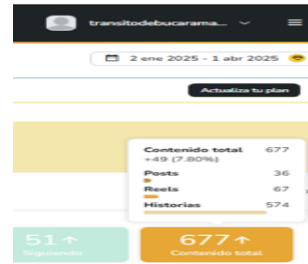 transitodebucarama...
2 ene 2025 - 1 abr 2025
Actualiza tu plan
Contenido total 677
+49 (7.80%)
Posts 36
Reels 67
Historias 574
51↑ 677↑
Siguiendo Contenido total